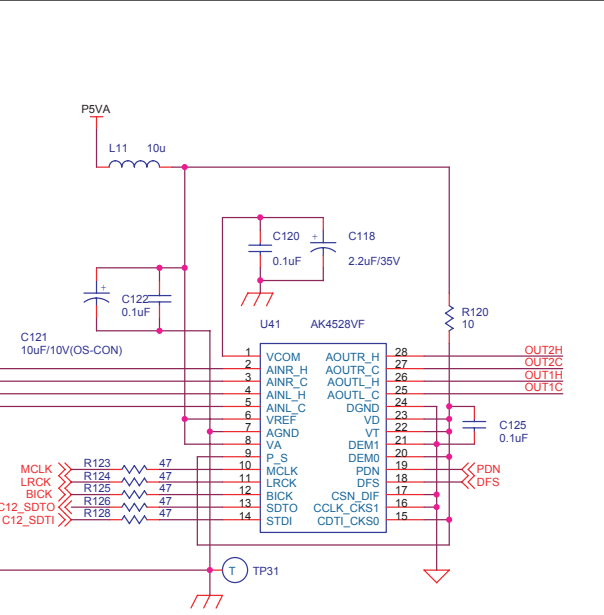 P5VA
L11 10u
C120 0.1uF
C118 2.2uF/35V
C122 0.1uF
C121 10uF/10V(OS-CON)
R120 10
U41 AK4528VF
1 VCOM AOUTR_H 28 OUT2H
2 AINR_H AOUTR_C 27 OUT2C
3 AINR_C AOUTL_H 26 OUT1H
4 AINL_H AOUTL_C 25 OUT1C
5 AINL_C DGND 24
6 VREF VD 23
7 AGND VT 22
8 VA DEM1 21
C125 0.1uF
9 P_S DEM0 20
MCLK R123 47 10 MCLK PDN 19 PDN
LRCK R124 47 11 LRCK DFS 18 DFS
BICK R125 47 12 BICK CSN_DIF 17
C12_SDTO R126 47 13 SDTO CCLK_CKS1 16
C12_SDTI R128 47 14 STDI CDTI_CKS0 15
T TP31